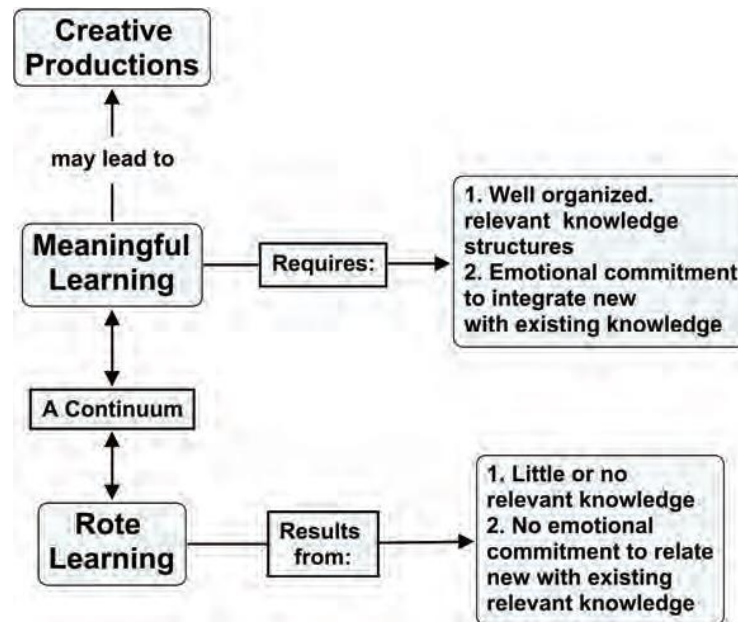 Creative
Productions
may lead to
Meaningful
Learning
Requires:
1. Well organized.
relevant knowledge
structures
2. Emotional commitment
to integrate new
with existing knowledge
A Continuum
Rote
Learning
Results
from:
1. Little or no
relevant knowledge
2. No emotional
commitment to relate
new with existing
relevant knowledge